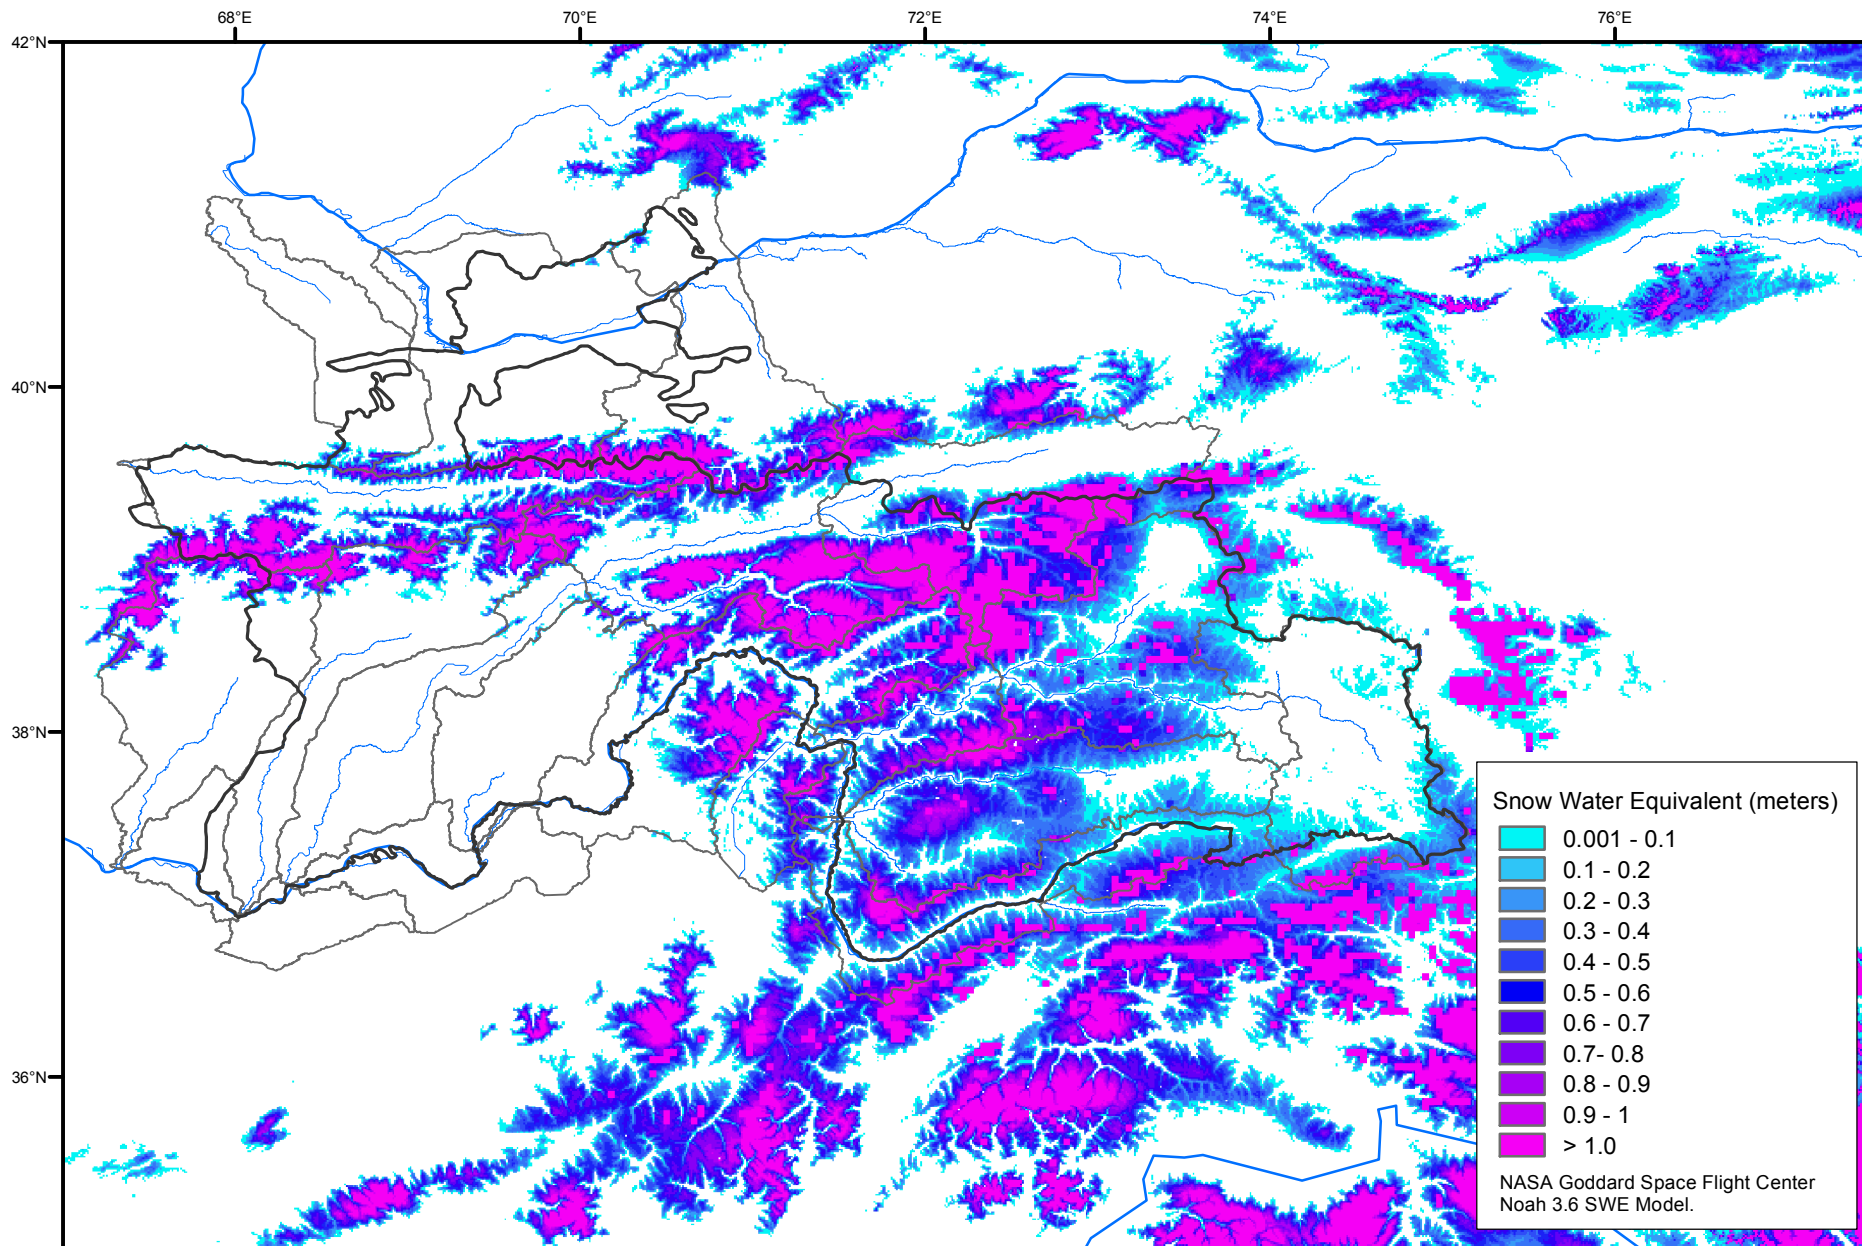 68°E
70°E
72°E
74°E
76°E
42°N
40°N
38°N
36°N
Snow Water Equivalent (meters)
0.001 - 0.1
0.1 - 0.2
0.2 - 0.3
0.3 - 0.4
0.4 - 0.5
0.5 - 0.6
0.6 - 0.7
0.7- 0.8
0.8 - 0.9
0.9 - 1
> 1.0
NASA Goddard Space Flight Center
Noah 3.6 SWE Model.